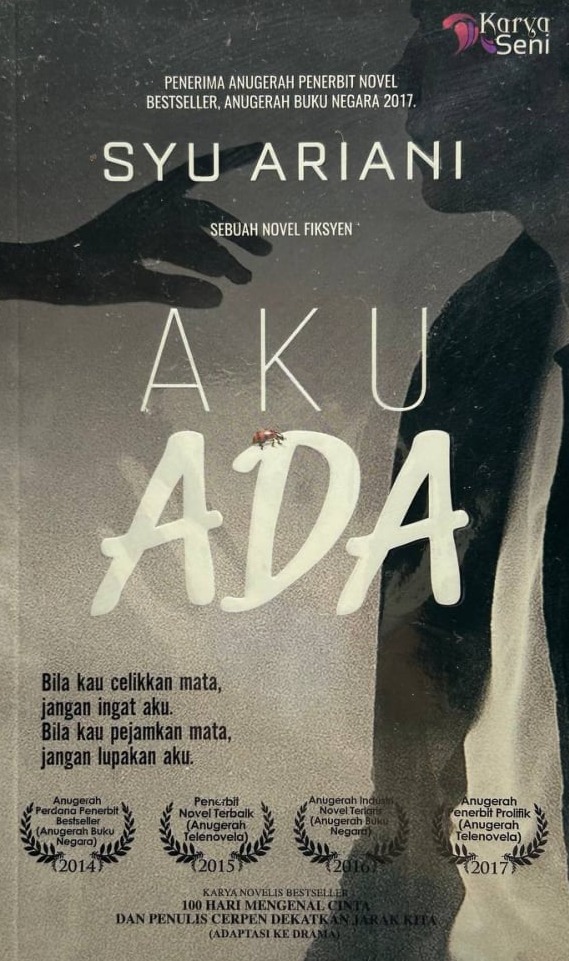 Karya
Seni
PENERIMA ANUGERAH PENERBIT NOVEL
BESTSELLER, ANUGERAH BUKU NEGARA 2017.
SYU ARIANI
SEBUAH NOVEL FIKSYEN
AKU
ADA
Bila kau celikkan mata,
jangan ingat aku.
Bila kau pejamkan mata,
jangan lupakan aku.
Anugerah
Perdana Penerbit
Bestseller
(Anugerah Buku
Negara)
(2014)
Penerbit
Novel Terbaik
(Anugerah
Telenovela)
(2015)
Anugerah Industri
Novel Terlaris
(Anugerah Buku
Negara)
(2016)
Anugerah
Penerbit Prolifik
(Anugerah
Telenovela)
(2017)
KARYA NOVELIS BESTSELLER :
100 HARI MENGENAL CINTA
DAN PENULIS CERPEN DEKATKAN JARAK KITA
(ADAPTASI KE DRAMA)